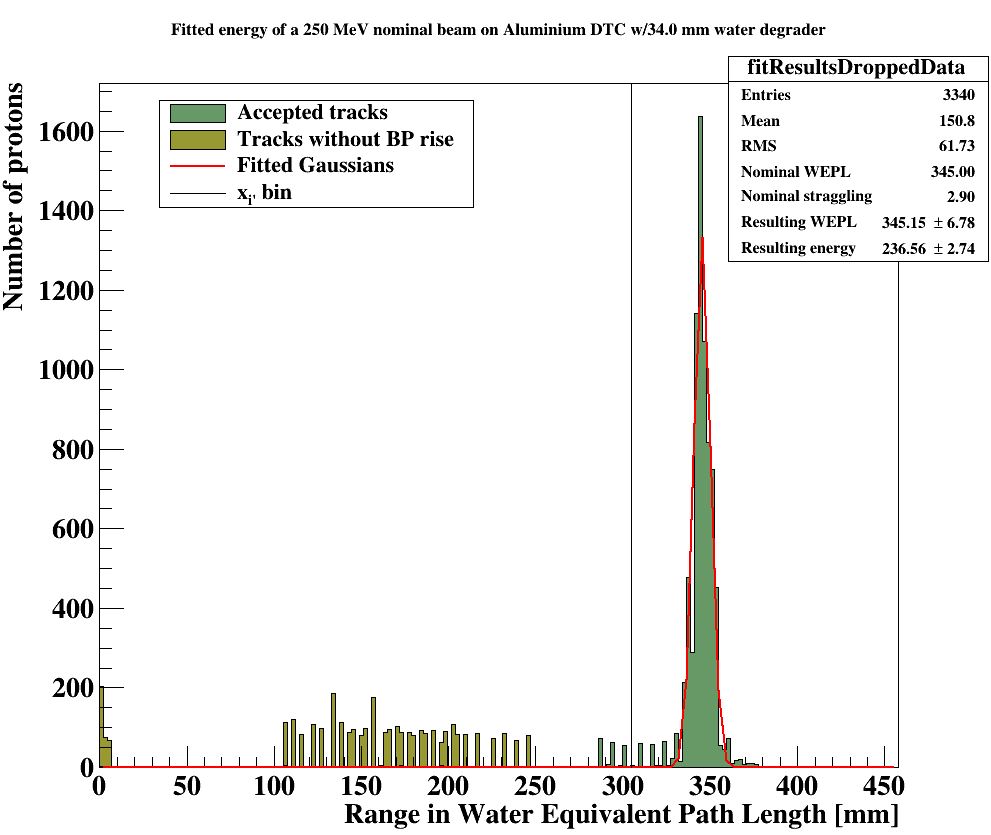 Fitted energy of a 250 MeV nominal beam on Aluminium DTC w/34.0 mm water degrader
fitResultsDroppedData
Entries 3340
Mean 150.8
RMS 61.73
Nominal WEPL 345.00
Nominal straggling 2.90
Resulting WEPL 345.15 ± 6.78
Resulting energy 236.56 ± 2.74
Accepted tracks
Tracks without BP rise
Fitted Gaussians
x_i' bin
Number of protons
1600
1400
1200
1000
800
600
400
200
0
0 50 100 150 200 250 300 350 400 450
Range in Water Equivalent Path Length [mm]